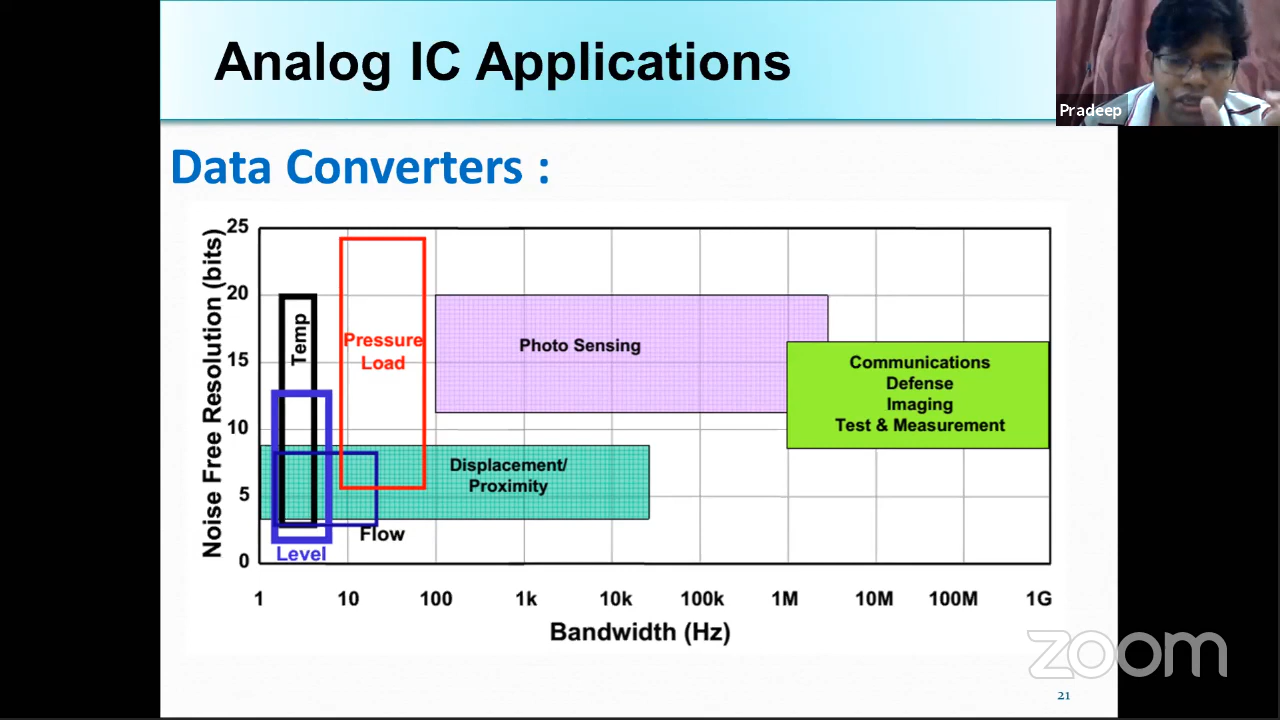 Analog IC Applications
Pradeep
Data Converters :
Noise Free Resolution (bits)
25
20
15
10
5
0
Temp
Pressure
Load
Photo Sensing
Communications
Defense
Imaging
Test & Measurement
Displacement/
Proximity
Flow
Level
1 10 100 1k 10k 100k 1M 10M 100M 1G
Bandwidth (Hz)
zoom
21